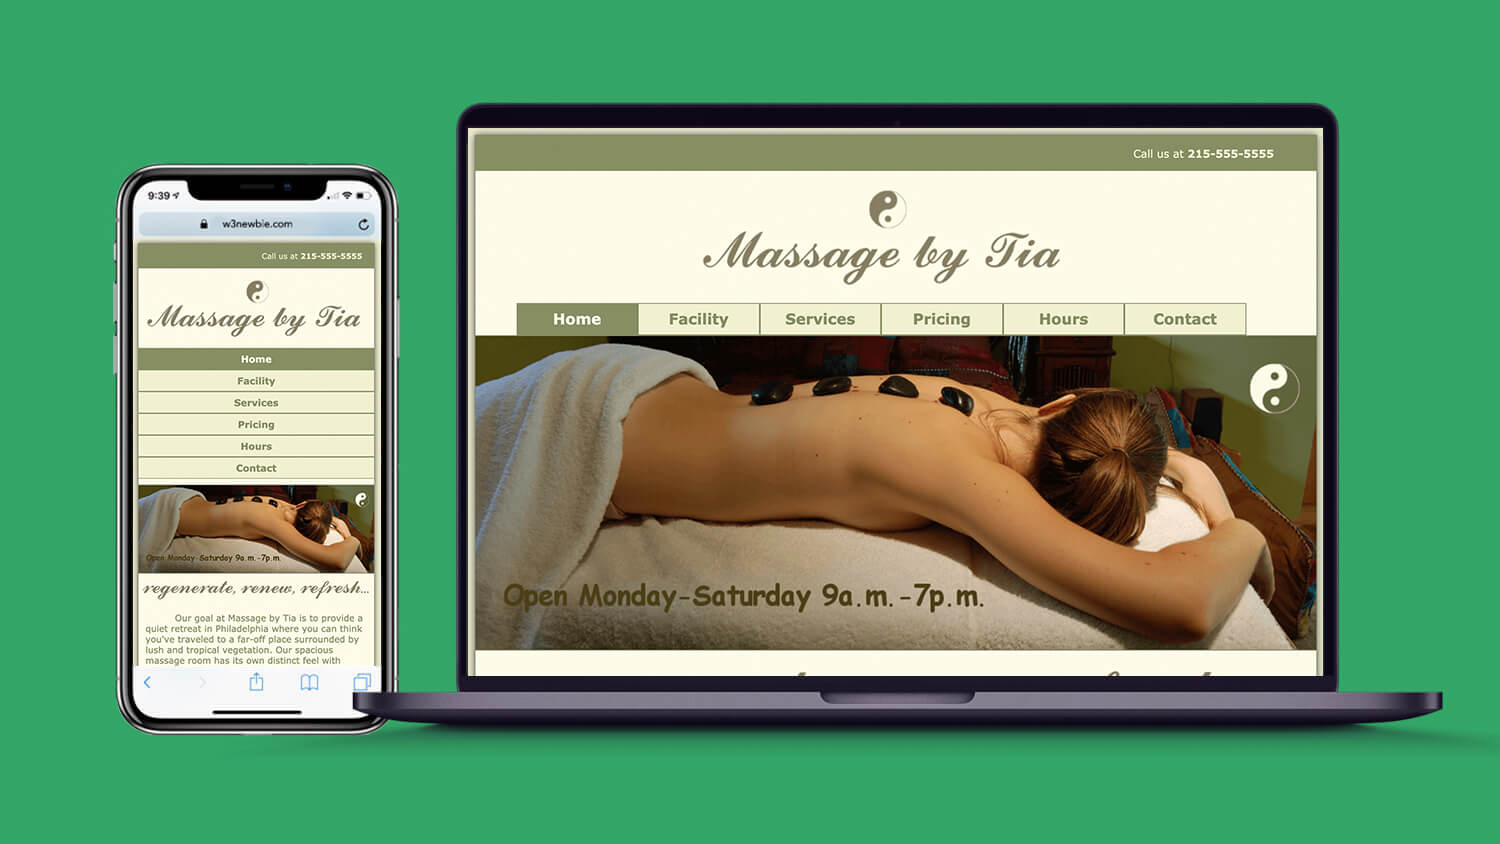 9:39
w3newbie.com
Call us at 215-555-5555
Massage by Tia
Home
Facility
Services
Pricing
Hours
Contact
Open Monday-Saturday 9a.m.-7p.m.
regenerate, renew, refresh...
Our goal at Massage by Tia is to provide a
quiet retreat in Philadelphia where you can think
you've traveled to a far-off place surrounded by
lush and tropical vegetation. Our spacious
massage room has its own distinct feel with
Call us at 215-555-5555
Massage by Tia
Home Facility Services Pricing Hours Contact
Open Monday-Saturday 9a.m.-7p.m.